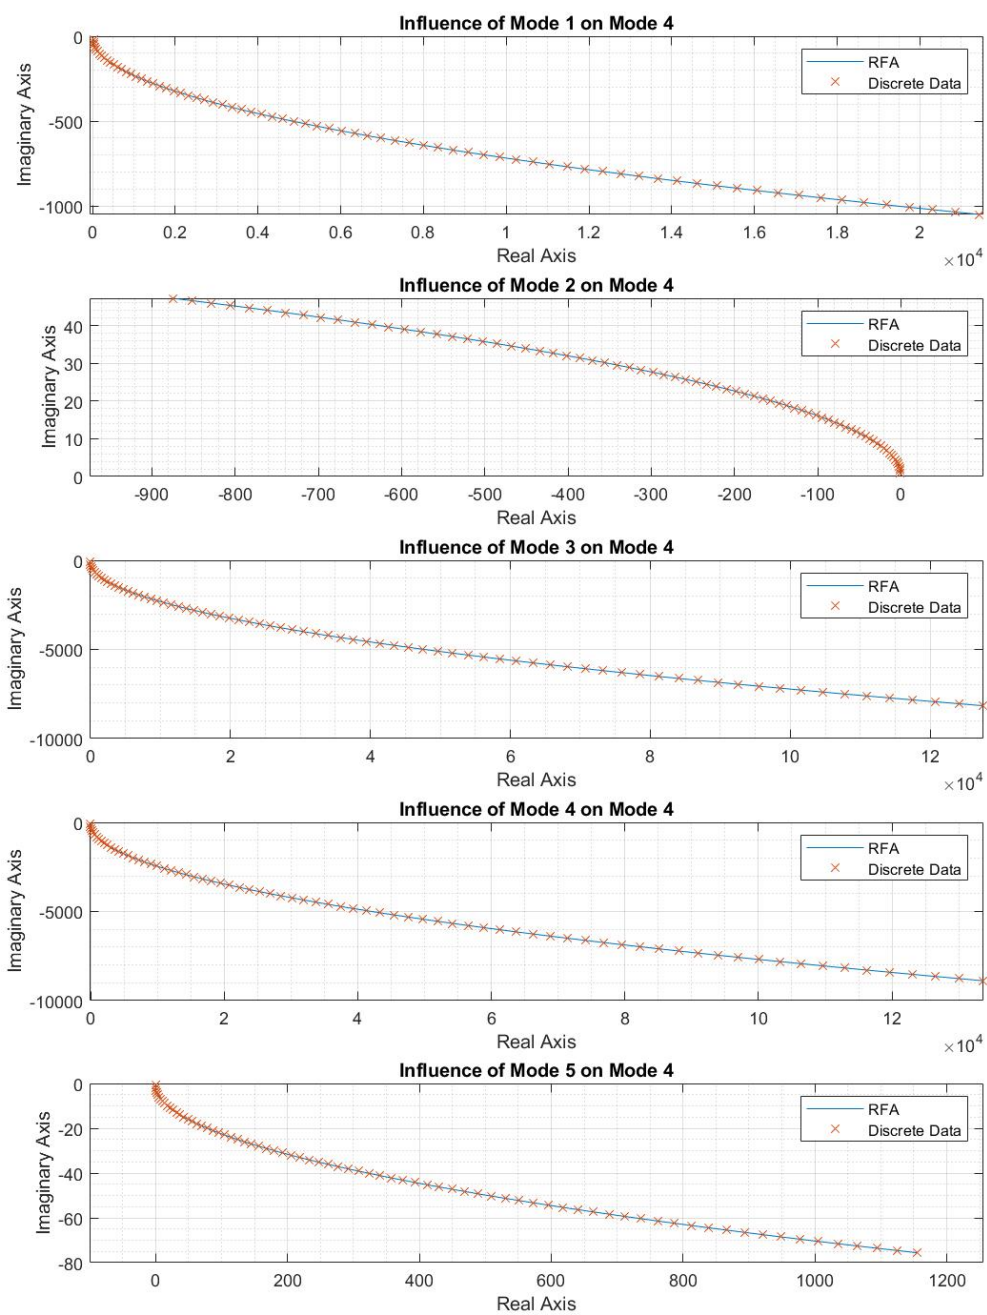 Influence of Mode 1 on Mode 4
Imaginary Axis
0
-500
-1000
RFA
Discrete Data
0 0.2 0.4 0.6 0.8 1 1.2 1.4 1.6 1.8 2
Real Axis
×10^4
Influence of Mode 2 on Mode 4
Imaginary Axis
40
30
20
10
0
RFA
Discrete Data
-900 -800 -700 -600 -500 -400 -300 -200 -100 0
Real Axis
Influence of Mode 3 on Mode 4
Imaginary Axis
0
-5000
-10000
RFA
Discrete Data
0 2 4 6 8 10 12
Real Axis
×10^4
Influence of Mode 4 on Mode 4
Imaginary Axis
0
-5000
-10000
RFA
Discrete Data
0 2 4 6 8 10 12
Real Axis
×10^4
Influence of Mode 5 on Mode 4
Imaginary Axis
0
-20
-40
-60
-80
RFA
Discrete Data
0 200 400 600 800 1000 1200
Real Axis